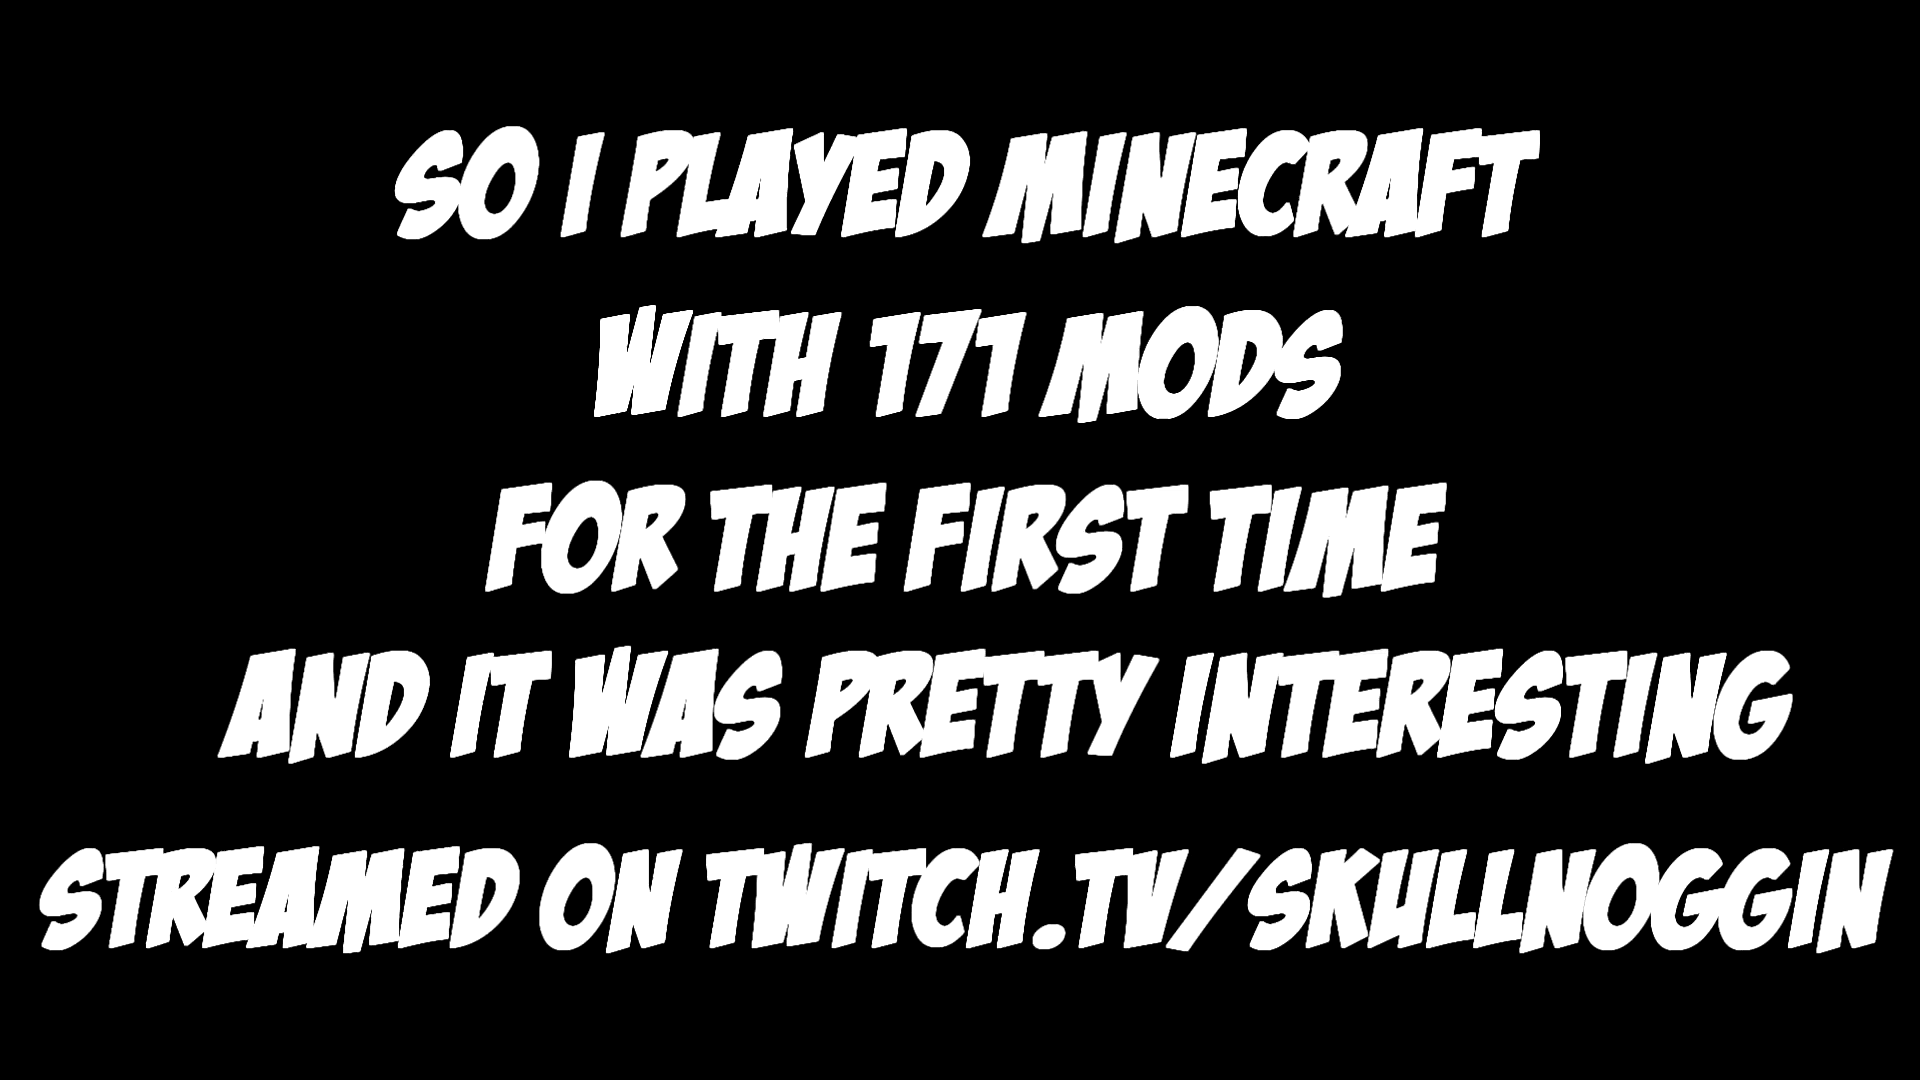 SO I PLAYED MINECRAFT
WITH 171 MODS
FOR THE FIRST TIME
AND IT WAS PRETTY INTERESTING
STREAMED ON TWITCH.TV/SKULLNOGGIN